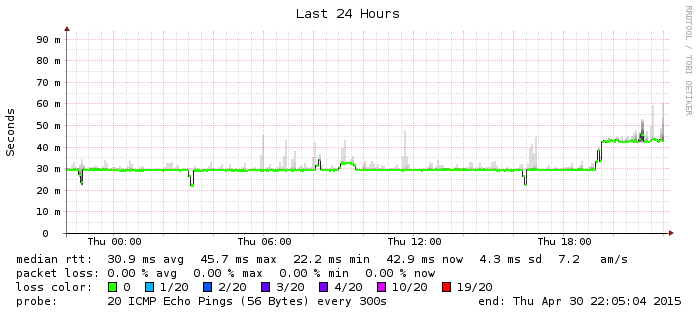 Last 24 Hours
RRDTOOL / TOBI OETIKER
Seconds
90 m
80 m
70 m
60 m
50 m
40 m
30 m
20 m
10 m
0
Thu 00:00 Thu 06:00 Thu 12:00 Thu 18:00
median rtt: 30.9 ms avg 45.7 ms max 22.2 ms min 42.9 ms now 4.3 ms sd 7.2 am/s
packet loss: 0.00 % avg 0.00 % max 0.00 % min 0.00 % now
loss color: 0 1/20 2/20 3/20 4/20 10/20 19/20
probe: 20 ICMP Echo Pings (56 Bytes) every 300s end: Thu Apr 30 22:05:04 2015